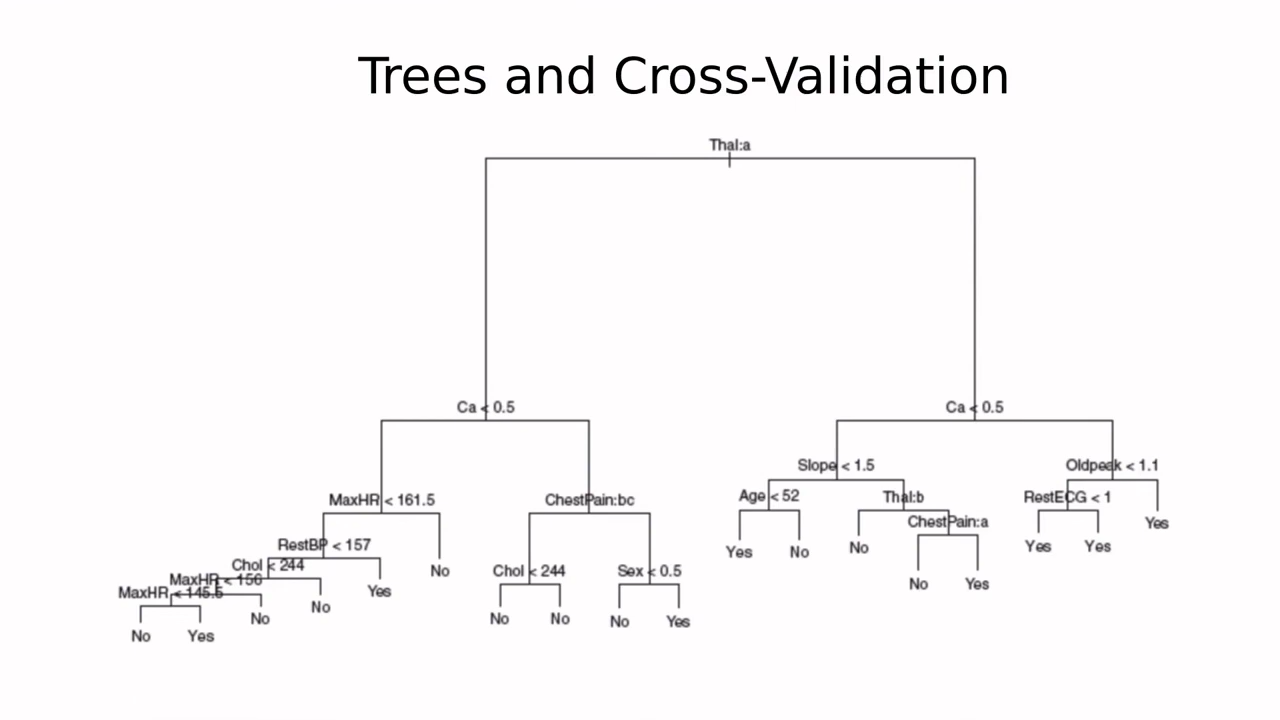 Trees and Cross-Validation
Thal:a
Ca < 0.5
Ca < 0.5
Slope < 1.5
Oldpeak < 1.1
MaxHR < 161.5
ChestPain:bc
Age < 52
Thal:b
RestECG < 1
ChestPain:a
Yes
RestBP < 157
Yes
No
No
Yes
Yes
Chol < 244
No
Chol < 244
Sex < 0.5
MaxHR < 156
No
Yes
MaxHR < 145.5
Yes
No
No
No
No
No
Yes
No
Yes